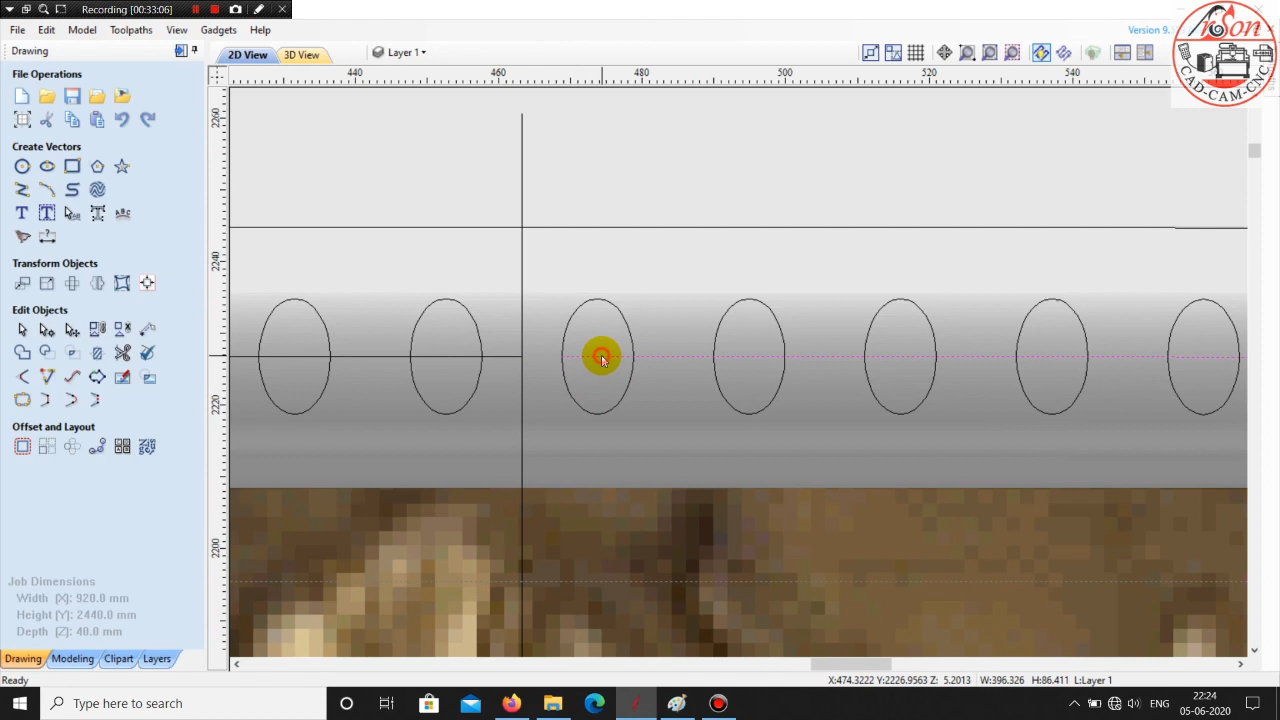 Recording [00:33:06]
File Edit Model Toolpaths View Gadgets Help
Version 9.
Drawing
2D View 3D View Layer 1
File Operations
440 460 480 500 520 540
2260
2240
2220
2200
Create Vectors
Transform Objects
Edit Objects
Offset and Layout
Job Dimensions
Width [X]: 920.0 mm
Height [Y]: 2440.0 mm
Depth [Z]: 40.0 mm
Drawing Modeling Clipart Layers
Ready
X:474.3222 Y:2226.9563 Z: 5.2013 W:396.326 H:86.411 L:Layer 1
Type here to search
ENG
22:24
05-06-2020
CAD-CAM-CNC